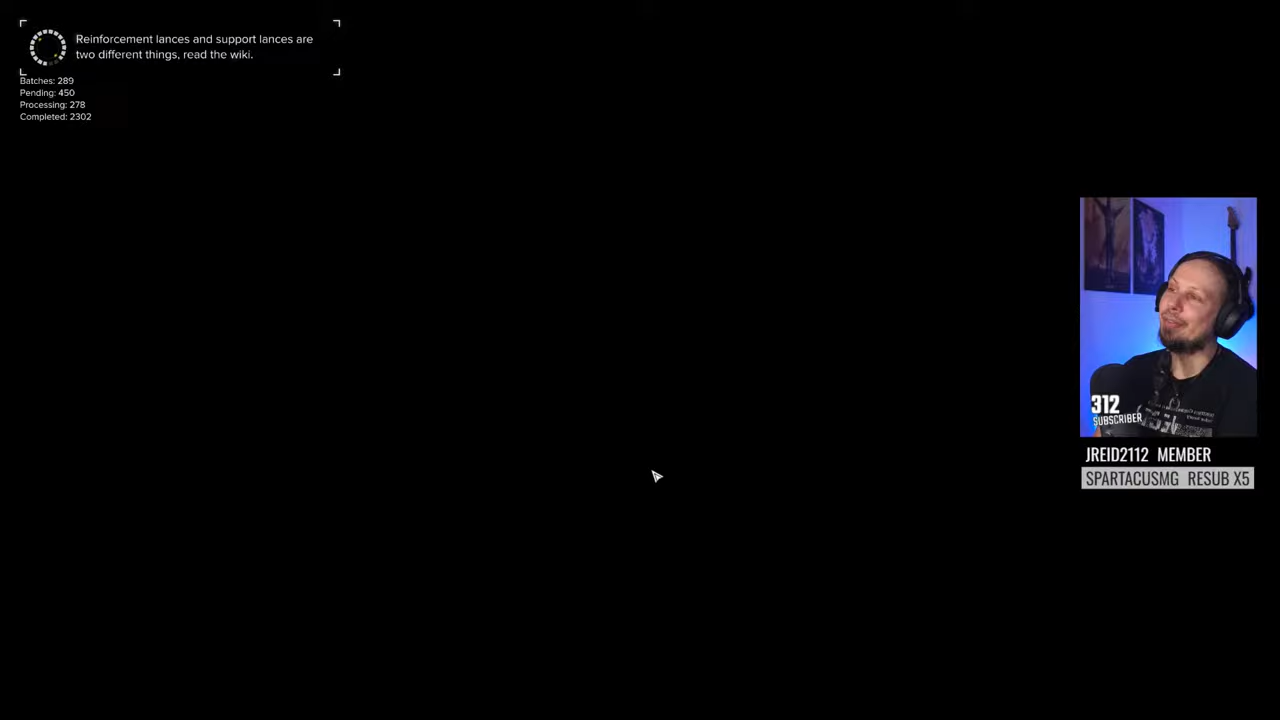 Reinforcement lances and support lances are
two different things, read the wiki.
Batches: 289
Pending: 450
Processing: 278
Completed: 2302
312
SUBSCRIBER
JREID2112 MEMBER
SPARTACUSMG RESUB X5